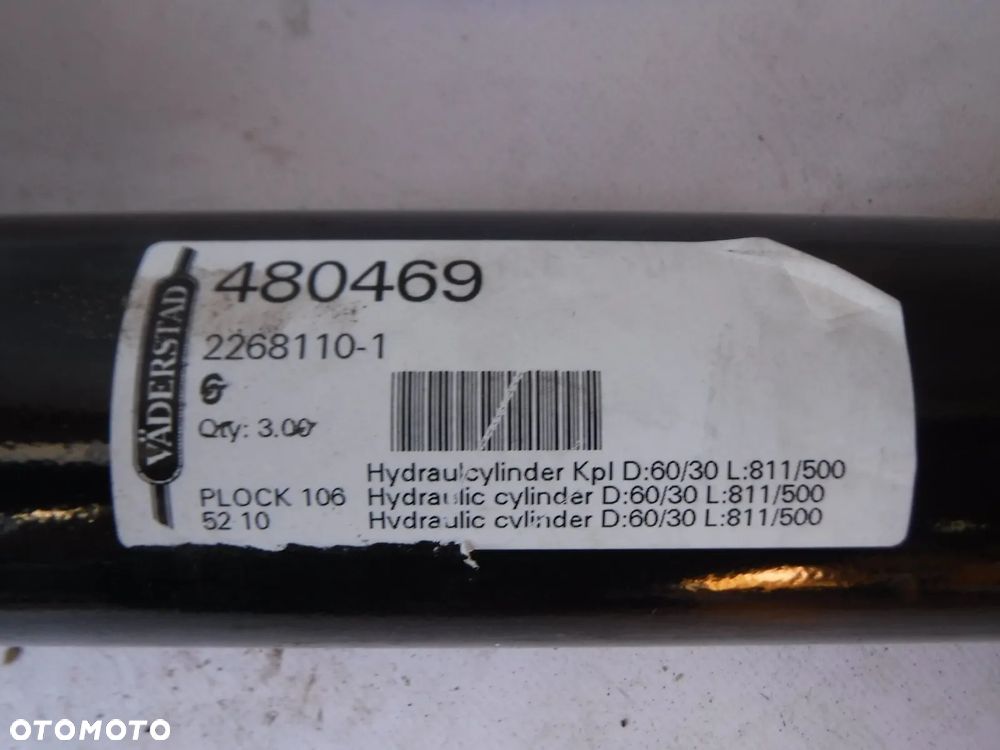 VÄDERSTAD
480469
2268110-1
Qty: 3.00
Hydraulcylinder Kpl D:60/30 L:811/500
PLOCK 106 Hydraulic cylinder D:60/30 L:811/500
52 10 Hydraulic cylinder D:60/30 L:811/500
OTOMOTO